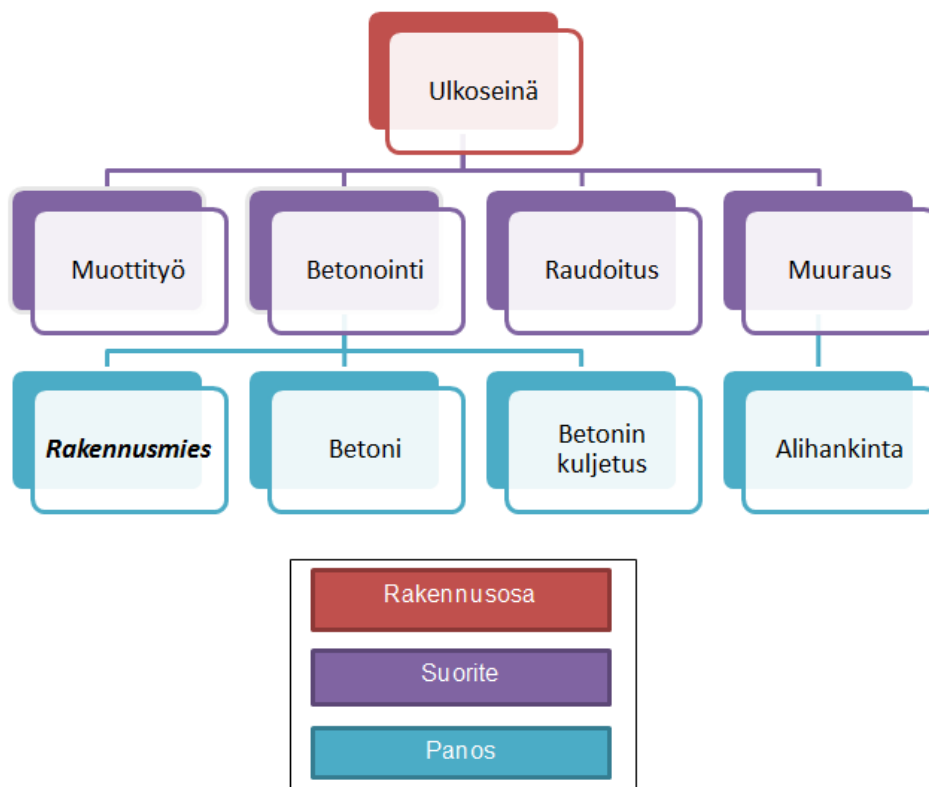 Ulkoseinä
Muottityö
Betonointi
Raudoitus
Muuraus
Rakennusmies
Betoni
Betonin
kuljetus
Alihankinta
Rakennusosa
Suorite
Panos